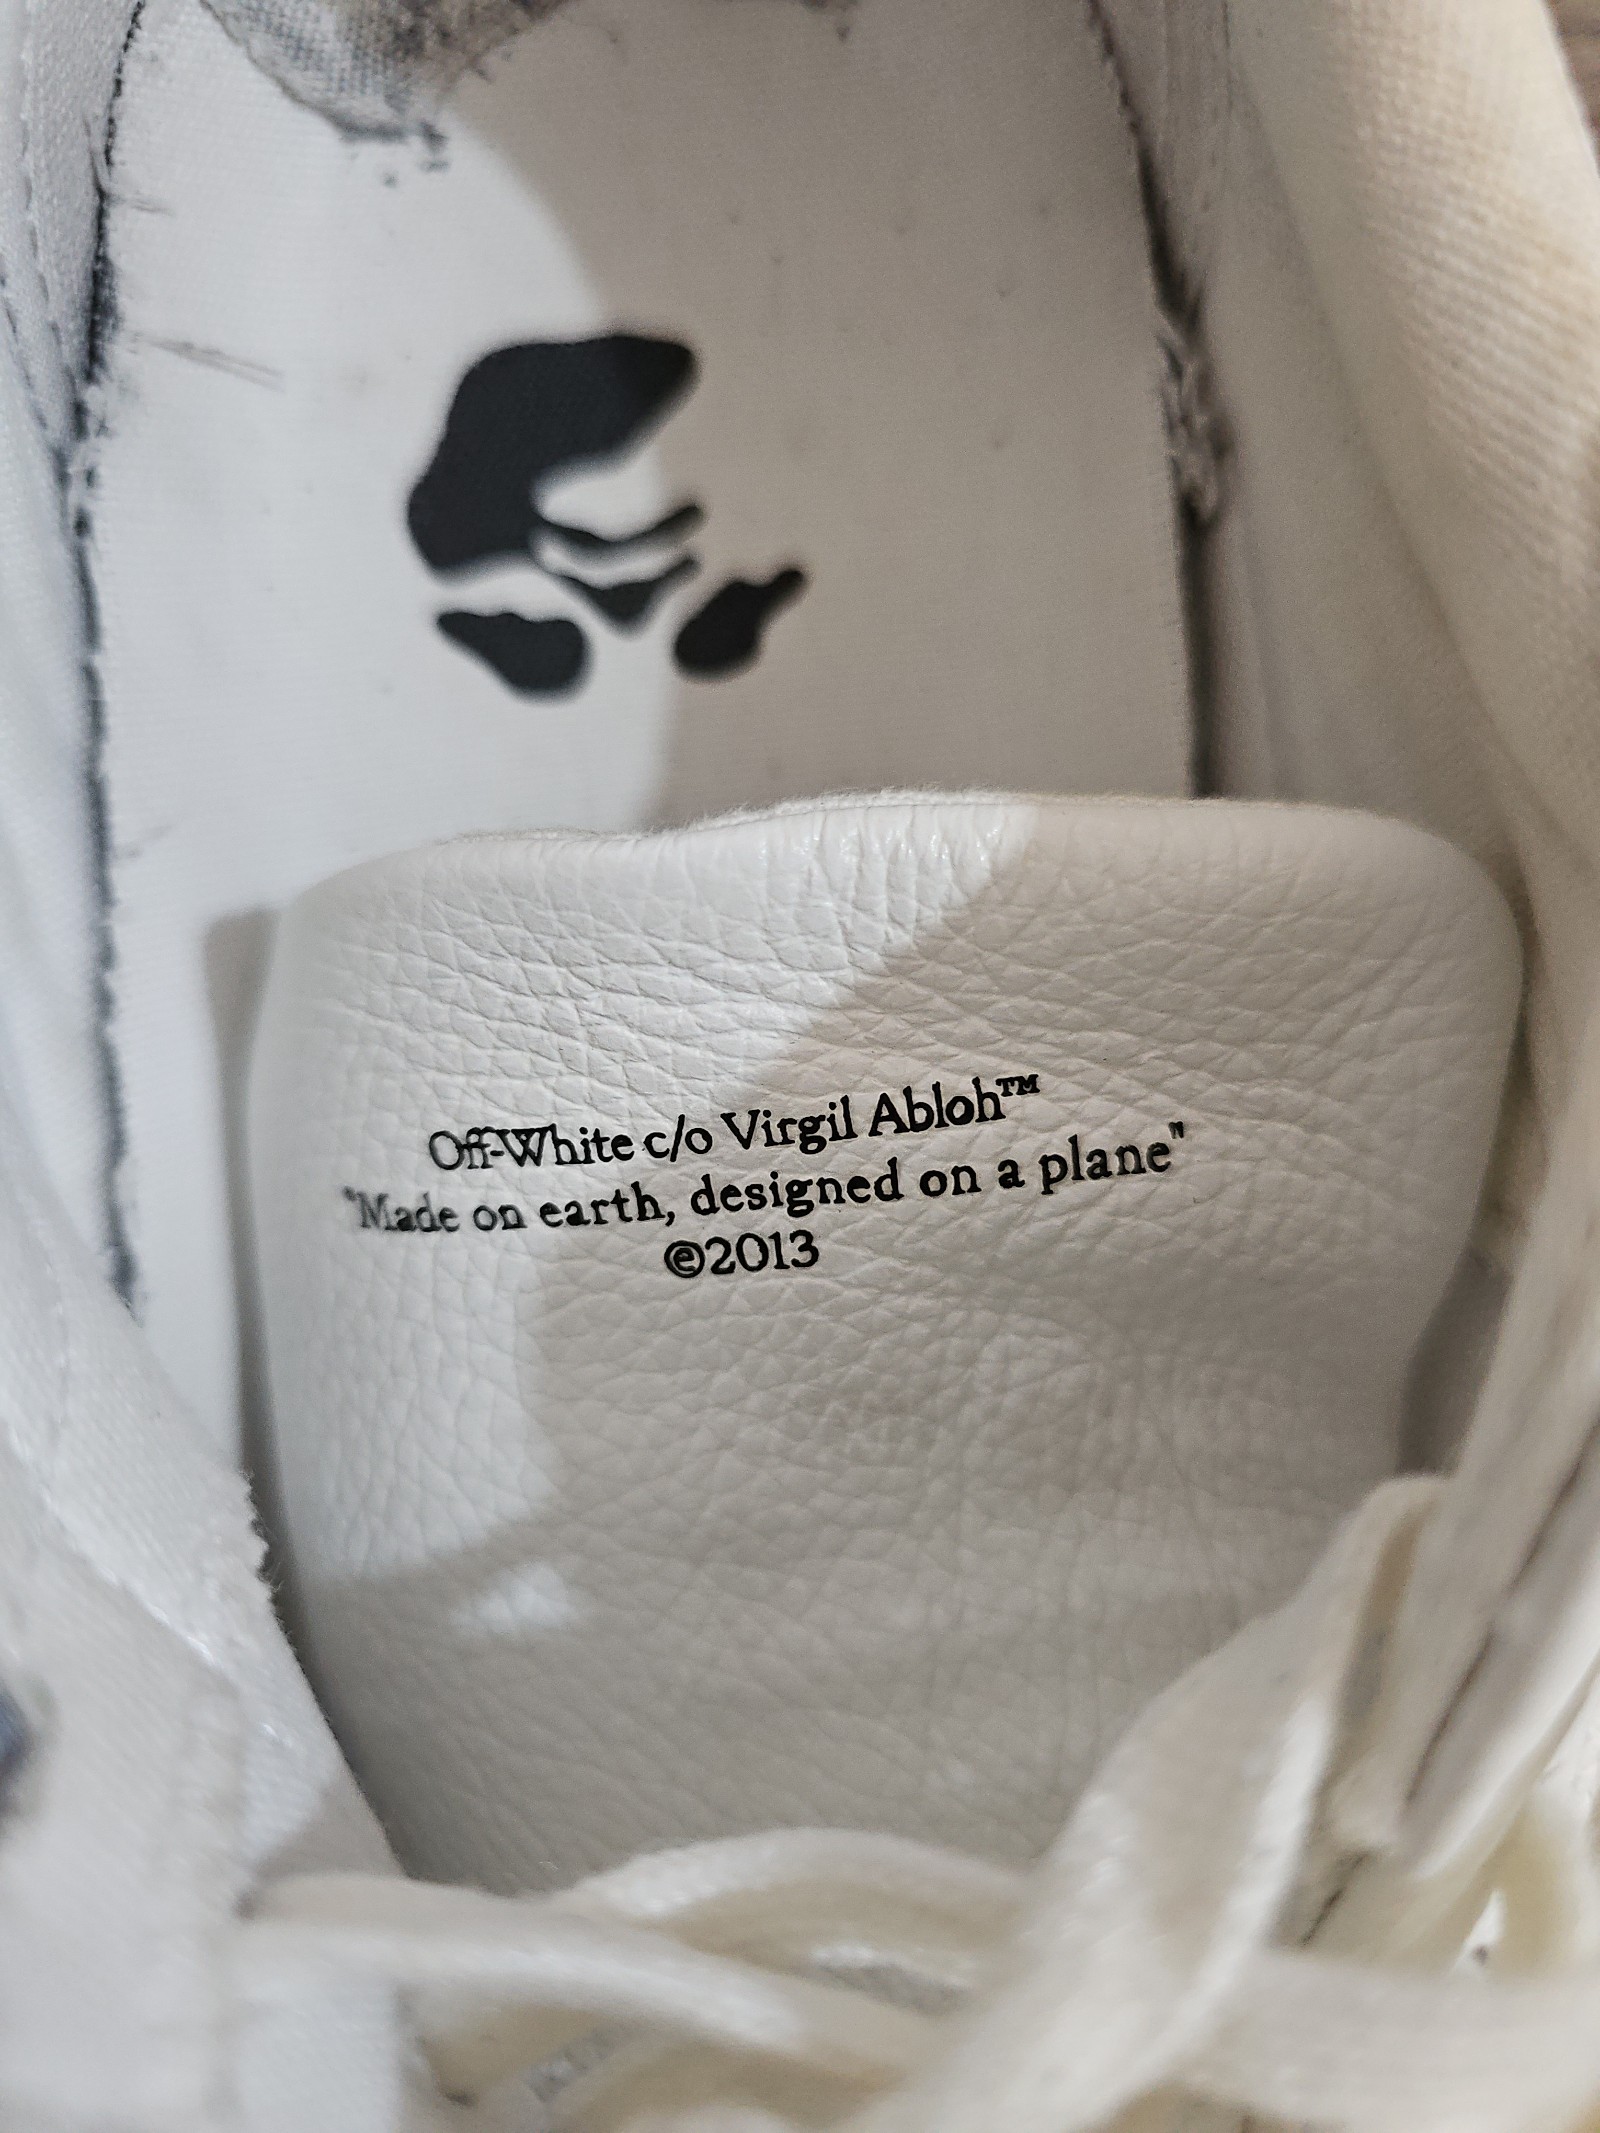 Off-White c/o Virgil Abloh™
"Made on earth, designed on a plane"
©2013